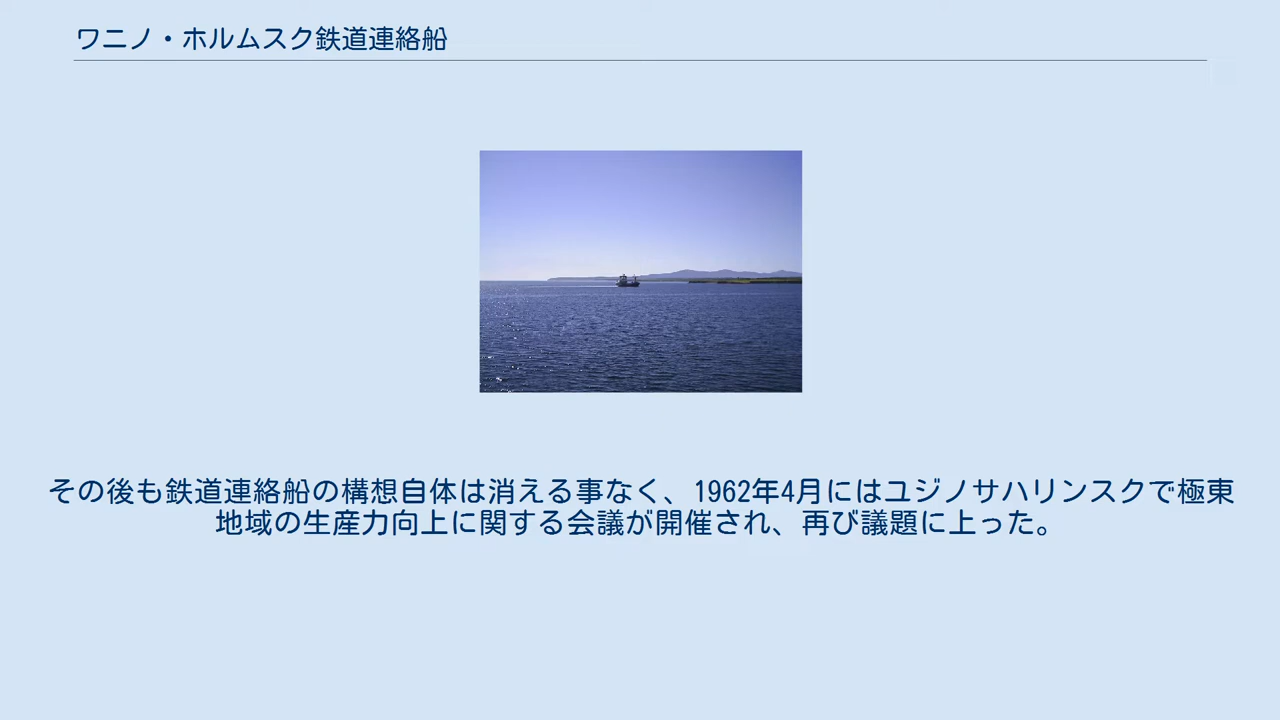 ワニノ・ホルムスク鉄道連絡船
その後も鉄道連絡船の構想自体は消える事なく、1962年4月にはユジノサハリンスクで極東
地域の生産力向上に関する会議が開催され、再び議題に上った。